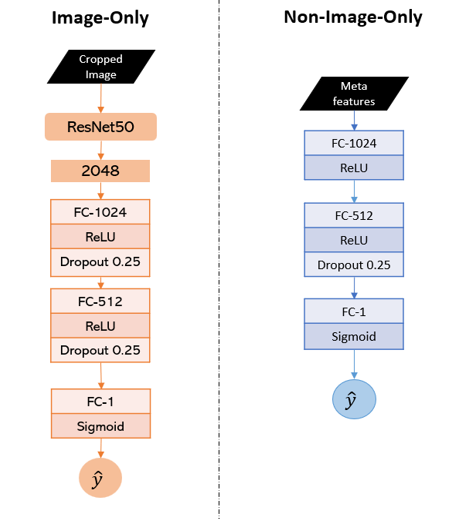 Image-Only
Cropped
Image
ResNet50
2048
FC-1024
ReLU
Dropout 0.25
FC-512
ReLU
Dropout 0.25
FC-1
Sigmoid
ŷ
Non-Image-Only
Meta
features
FC-1024
ReLU
FC-512
ReLU
Dropout 0.25
FC-1
Sigmoid
ŷ